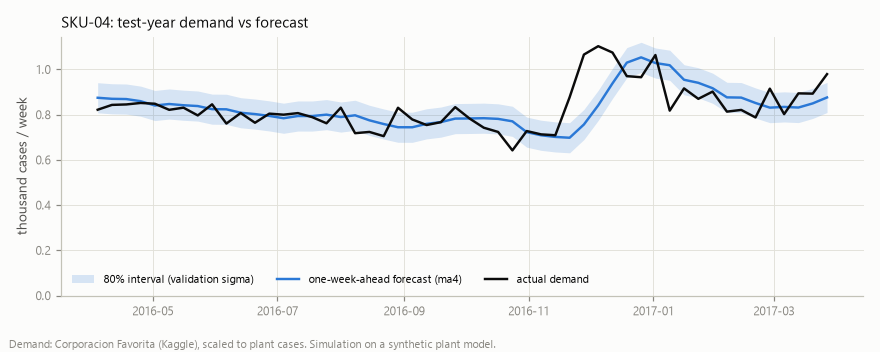 SKU-04: test-year demand vs forecast
thousand cases / week
1.0
0.8
0.6
0.4
0.2
0.0
80% interval (validation sigma) one-week-ahead forecast (ma4) actual demand
2016-05 2016-07 2016-09 2016-11 2017-01 2017-03
Demand: Corporacion Favorita (Kaggle), scaled to plant cases. Simulation on a synthetic plant model.